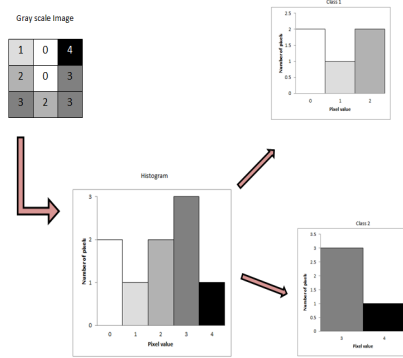 Gray scale Image
1 0 4
2 0 3
3 2 3
Class 1
Number of pixels
2.5
2
1.5
1
0.5
0
0 1 2
Pixel value
Histogram
Number of pixels
3
2
1
0
0 1 2 3 4
Pixel value
Class 2
Number of pixels
3.5
3
2.5
2
1.5
1
0.5
0
3 4
Pixel value